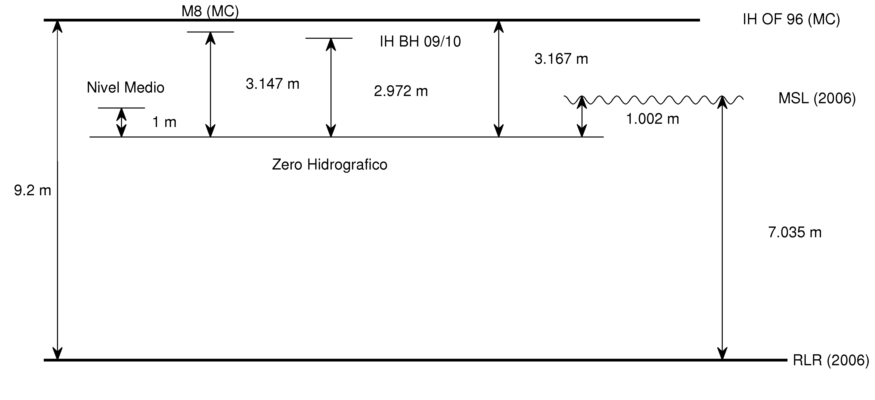 M8 (MC)
IH OF 96 (MC)
IH BH 09/10
3.167 m
Nivel Medio
3.147 m
2.972 m
MSL (2006)
1 m
1.002 m
Zero Hidrografico
9.2 m
7.035 m
RLR (2006)